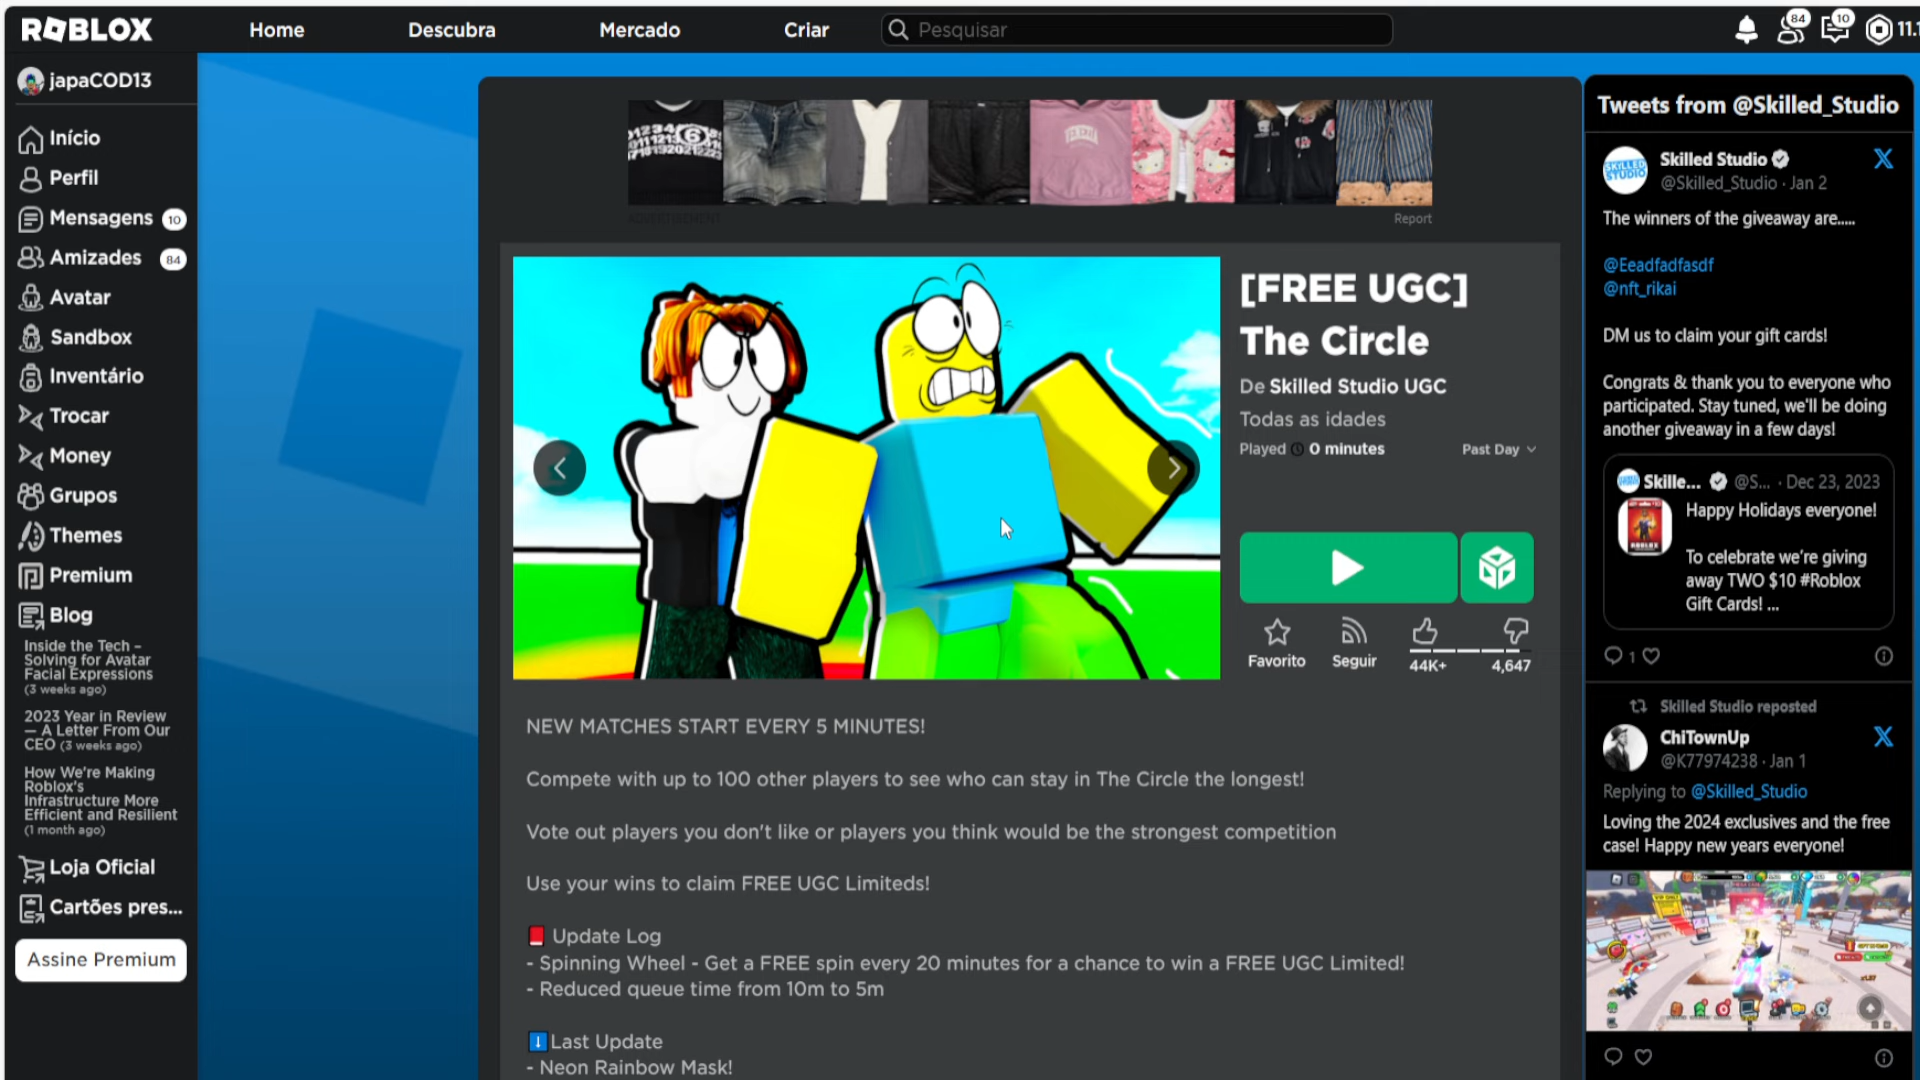 ROBLOX
Home
Descubra
Mercado
Criar
Pesquisar
84
10
11.1
japaCOD13
Início
Perfil
Mensagens 10
Amizades 84
Avatar
Sandbox
Inventário
Trocar
Money
Grupos
Themes
Premium
Blog
Inside the Tech –
Solving for Avatar
Facial Expressions
(3 weeks ago)
2023 Year in Review
— A Letter From Our
CEO (3 weeks ago)
How We're Making
Roblox's
Infrastructure More
Efficient and Resilient
(1 month ago)
Loja Oficial
Cartões pres...
Assine Premium
ADVERTISEMENT
Report
[FREE UGC]
The Circle
De Skilled Studio UGC
Todas as idades
Played 0 minutes
Past Day
Favorito
Seguir
44K+
4,647
NEW MATCHES START EVERY 5 MINUTES!
Compete with up to 100 other players to see who can stay in The Circle the longest!
Vote out players you don't like or players you think would be the strongest competition
Use your wins to claim FREE UGC Limiteds!
Update Log
- Spinning Wheel - Get a FREE spin every 20 minutes for a chance to win a FREE UGC Limited!
- Reduced queue time from 10m to 5m
Last Update
- Neon Rainbow Mask!
Tweets from @Skilled_Studio
SKILLED
STUDIO
Skilled Studio
@Skilled_Studio · Jan 2
The winners of the giveaway are.....
@Eeadfadfasdf
@nft_rikai
DM us to claim your gift cards!
Congrats & thank you to everyone who
participated. Stay tuned, we'll be doing
another giveaway in a few days!
Skille... @S... · Dec 23, 2023
Happy Holidays everyone!
To celebrate we're giving
away TWO $10 #Roblox
Gift Cards! ...
1
Skilled Studio reposted
ChiTownUp
@K77974238 · Jan 1
Replying to @Skilled_Studio
Loving the 2024 exclusives and the free
case! Happy new years everyone!